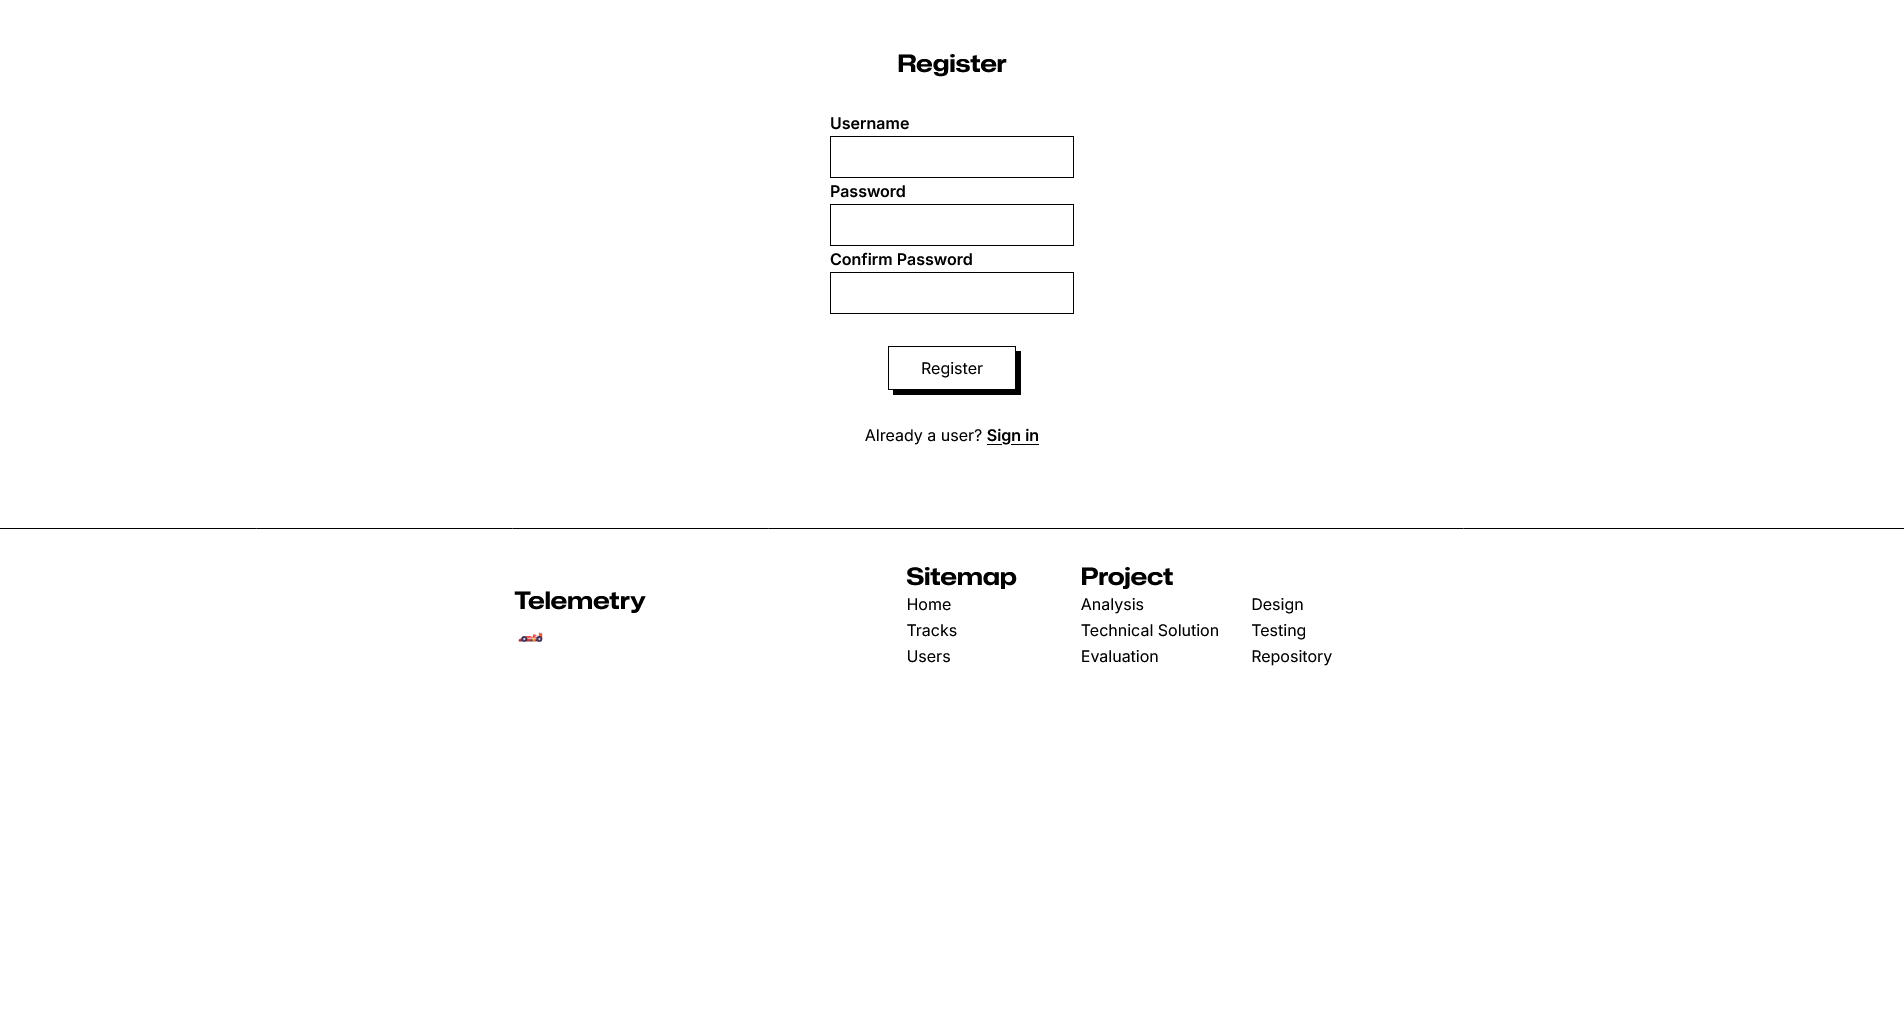 Register
Username
Password
Confirm Password
Register
Already a user? Sign in
Telemetry
Sitemap
Home
Tracks
Users
Project
Analysis
Design
Technical Solution
Testing
Evaluation
Repository